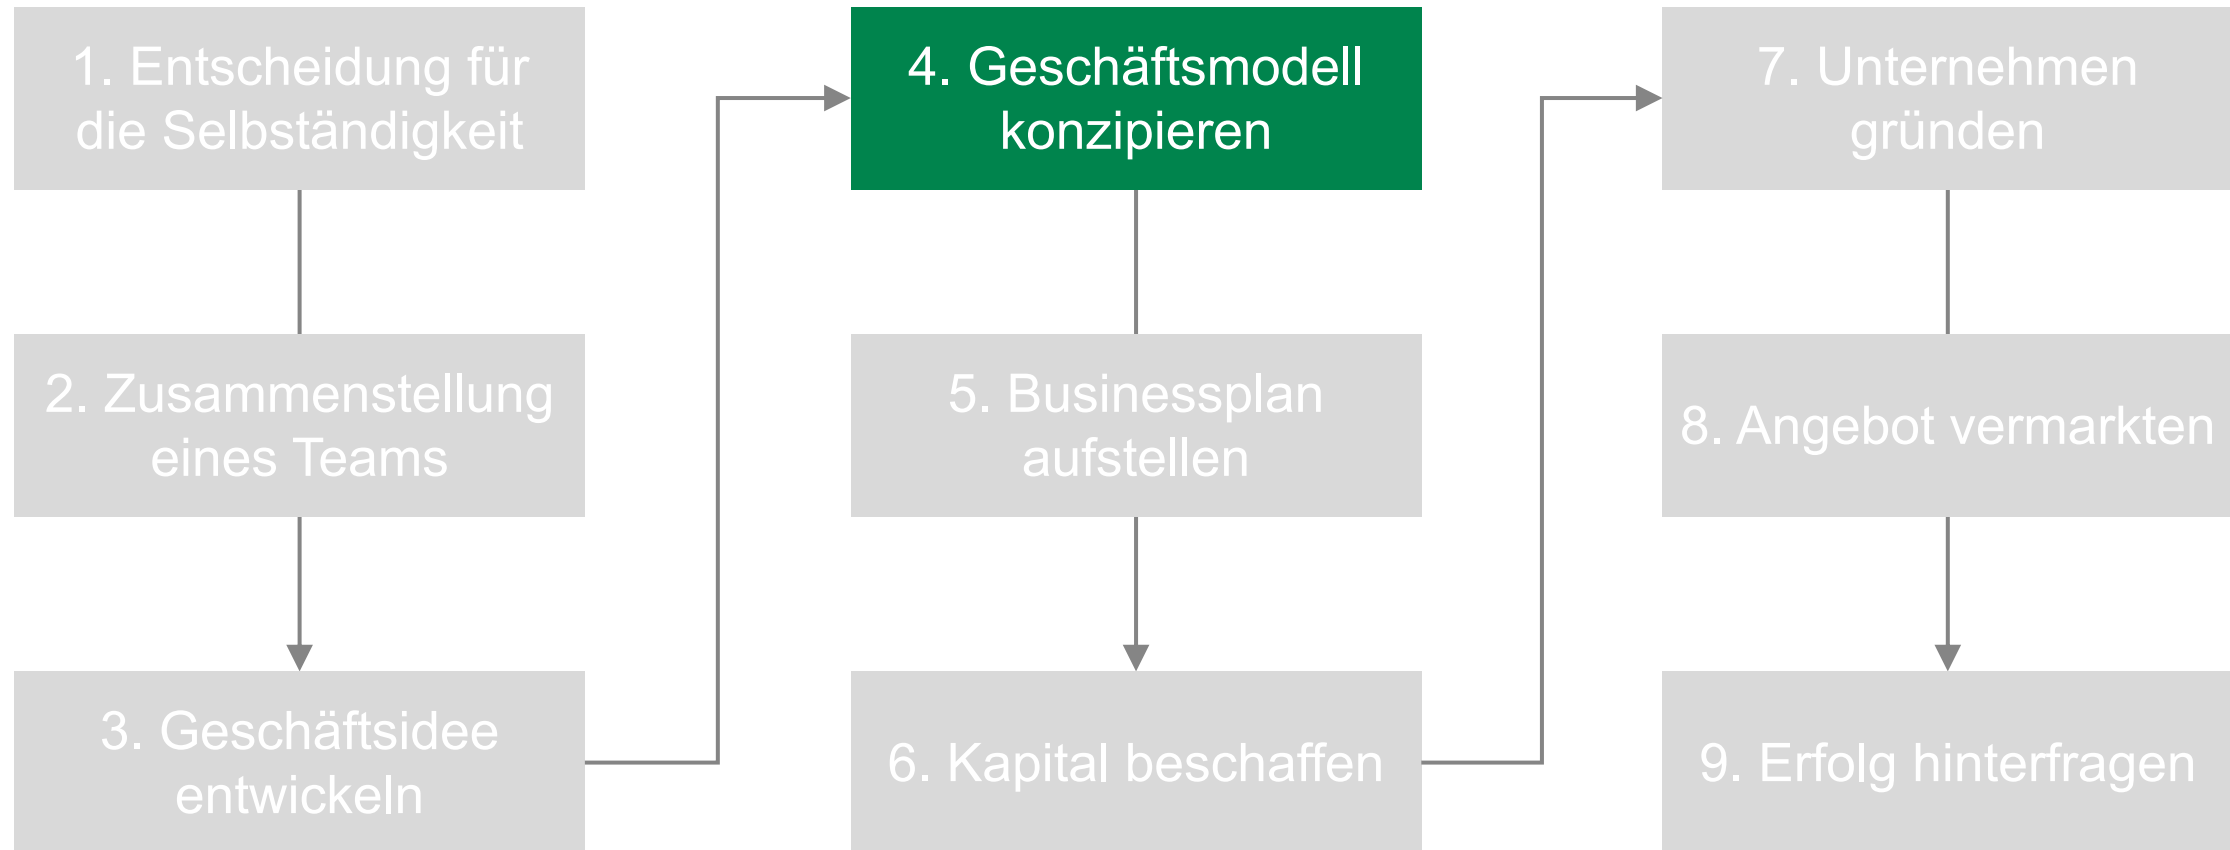 1. Entscheidung für
die Selbständigkeit
2. Zusammenstellung
eines Teams
3. Geschäftsidee
entwickeln
4. Geschäftsmodell
konzipieren
5. Businessplan
aufstellen
6. Kapital beschaffen
7. Unternehmen
gründen
8. Angebot vermarkten
9. Erfolg hinterfragen